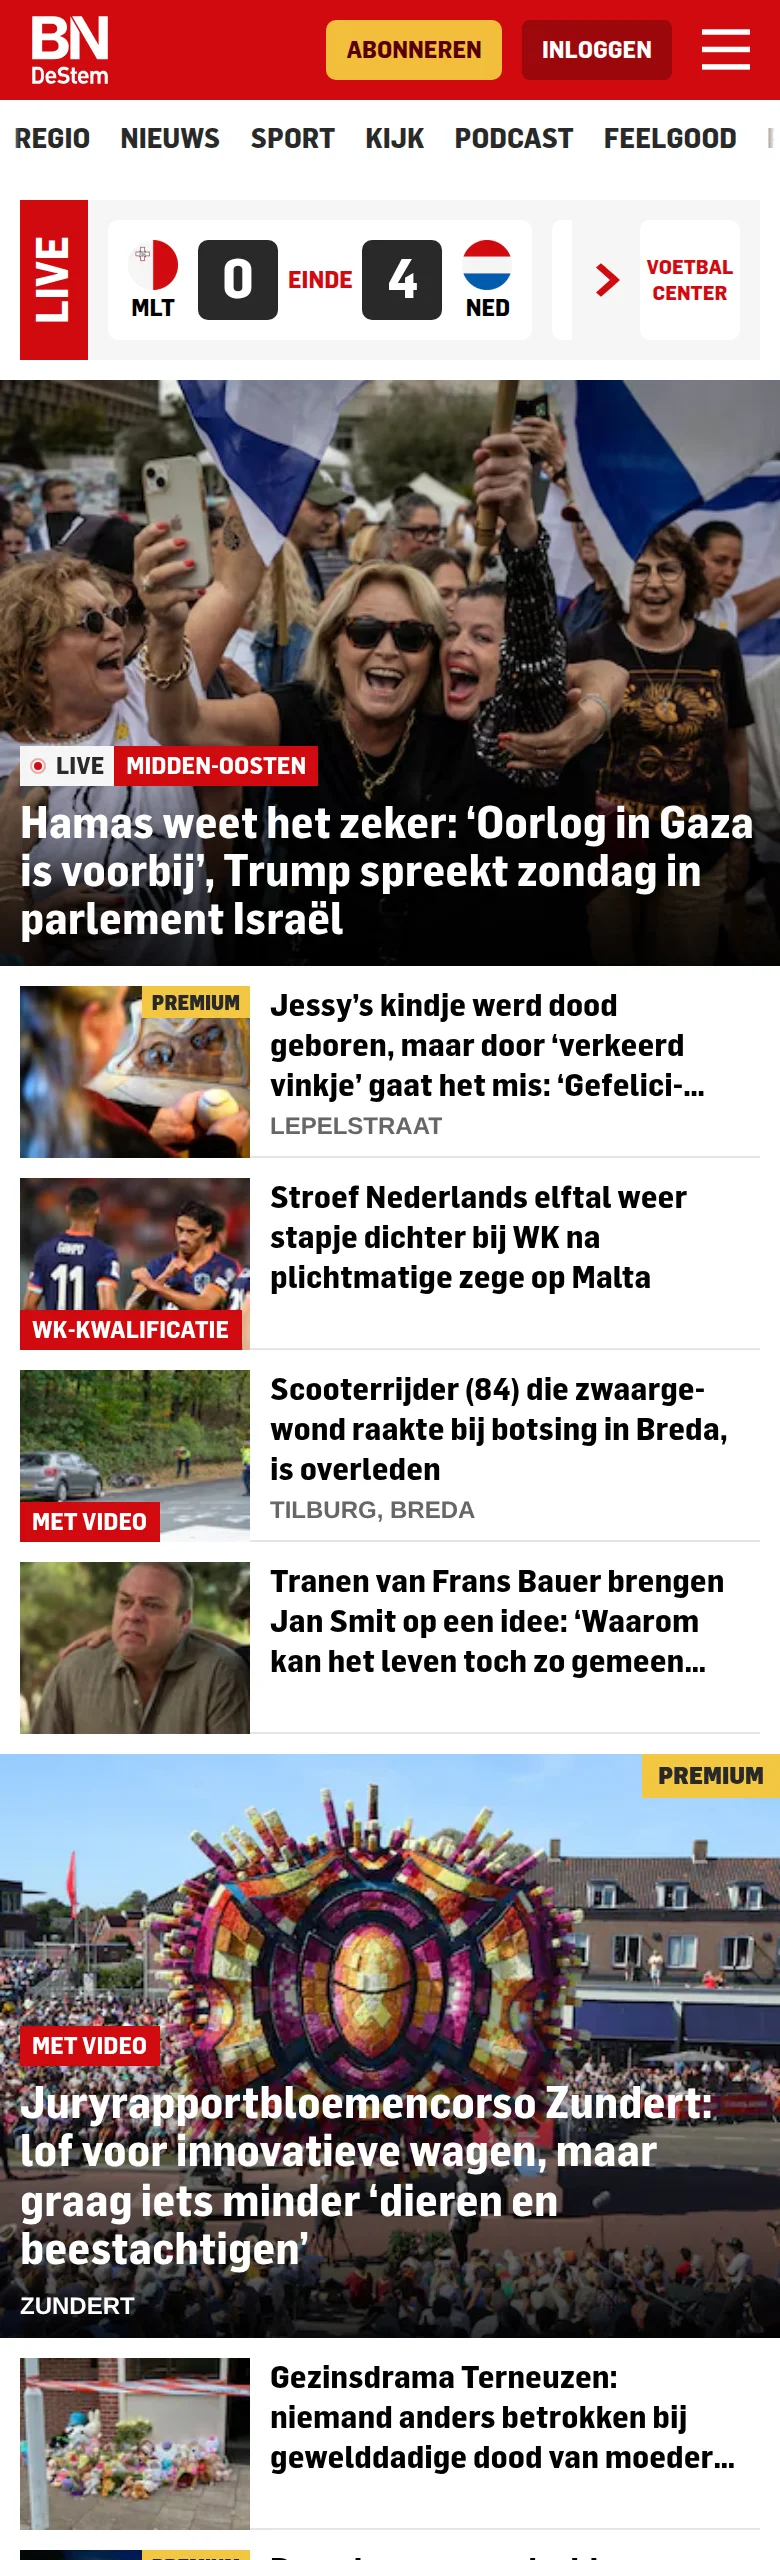 BN
DeStem
ABONNEREN
INLOGGEN
REGIO NIEUWS SPORT KIJK PODCAST FEELGOOD
LIVE
MLT
0
EINDE
4
NED
VOETBAL
CENTER
LIVE MIDDEN-OOSTEN
Hamas weet het zeker: ‘Oorlog in Gaza
is voorbij’, Trump spreekt zondag in
parlement Israël
PREMIUM
Jessy’s kindje werd dood
geboren, maar door ‘verkeerd
vinkje’ gaat het mis: ‘Gefelici-...
LEPELSTRAAT
GAKPO
11
WK-KWALIFICATIE
Stroef Nederlands elftal weer
stapje dichter bij WK na
plichtmatige zege op Malta
MET VIDEO
Scooterrijder (84) die zwaarge-
wond raakte bij botsing in Breda,
is overleden
TILBURG, BREDA
Tranen van Frans Bauer brengen
Jan Smit op een idee: ‘Waarom
kan het leven toch zo gemeen...
PREMIUM
MET VIDEO
Juryrapportbloemencorso Zundert:
lof voor innovatieve wagen, maar
graag iets minder ‘dieren en
beestachtigen’
ZUNDERT
Gezinsdrama Terneuzen:
niemand anders betrokken bij
gewelddadige dood van moeder...
PREMIUM